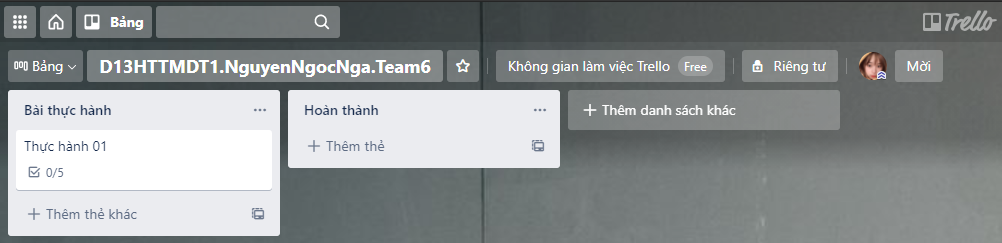 Bảng
Trello
Bảng
D13HTTMDT1.NguyenNgocNga.Team6
Không gian làm việc Trello
Free
Riêng tư
Mời
Bài thực hành
Thực hành 01
0/5
Thêm thẻ khác
Hoàn thành
Thêm thẻ
Thêm danh sách khác